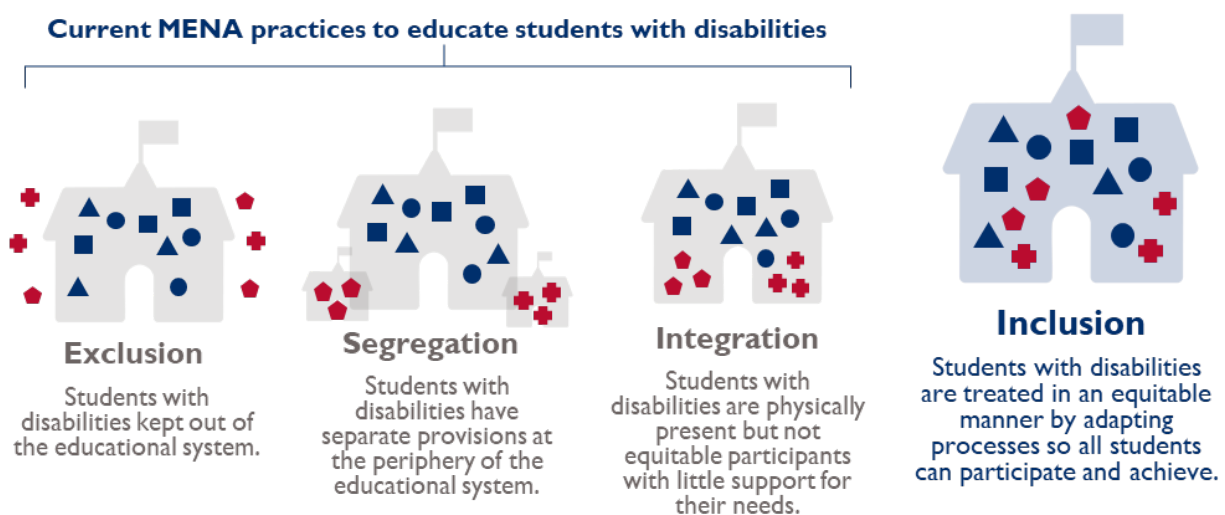 Current MENA practices to educate students with disabilities
Exclusion
Students with
disabilities kept out of
the educational system.
Segregation
Students with
disabilities have
separate provisions at
the periphery of the
educational system.
Integration
Students with
disabilities are physically
present but not
equitable participants
with little support for
their needs.
Inclusion
Students with disabilities
are treated in an equitable
manner by adapting
processes so all students
can participate and achieve.